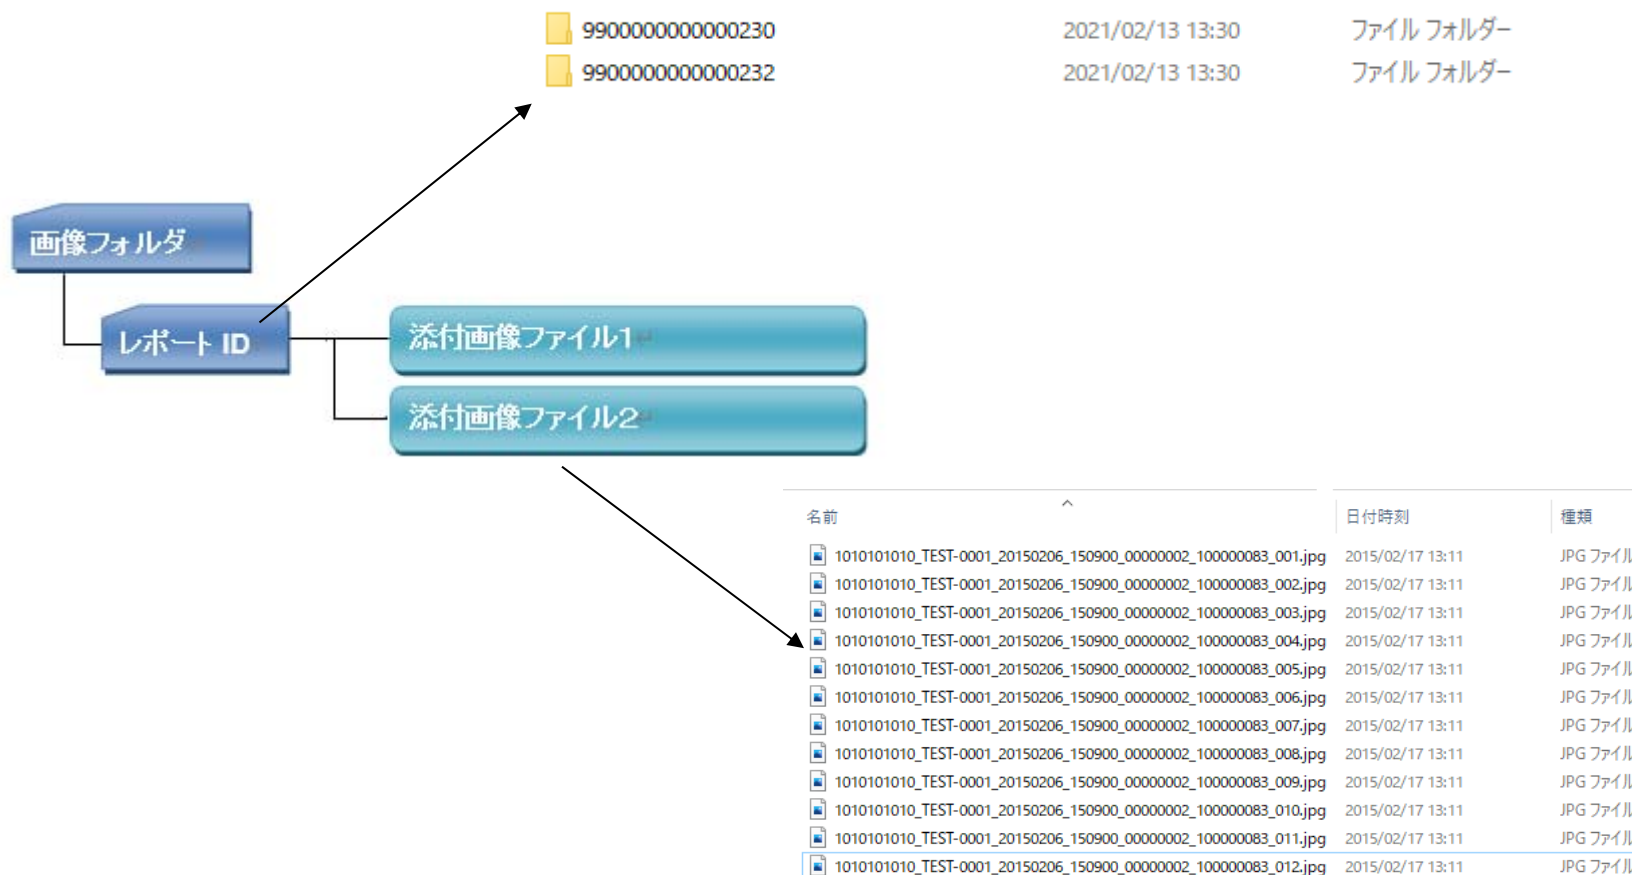 9900000000000230 2021/02/13 13:30 ファイル フォルダー
9900000000000232 2021/02/13 13:30 ファイル フォルダー
画像フォルダ
レポート ID
添付画像ファイル1
添付画像ファイル2
名前 日付時刻 種類
1010101010_TEST-0001_20150206_150900_00000002_100000083_001.jpg 2015/02/17 13:11 JPG ファイル
1010101010_TEST-0001_20150206_150900_00000002_100000083_002.jpg 2015/02/17 13:11 JPG ファイル
1010101010_TEST-0001_20150206_150900_00000002_100000083_003.jpg 2015/02/17 13:11 JPG ファイル
1010101010_TEST-0001_20150206_150900_00000002_100000083_004.jpg 2015/02/17 13:11 JPG ファイル
1010101010_TEST-0001_20150206_150900_00000002_100000083_005.jpg 2015/02/17 13:11 JPG ファイル
1010101010_TEST-0001_20150206_150900_00000002_100000083_006.jpg 2015/02/17 13:11 JPG ファイル
1010101010_TEST-0001_20150206_150900_00000002_100000083_007.jpg 2015/02/17 13:11 JPG ファイル
1010101010_TEST-0001_20150206_150900_00000002_100000083_008.jpg 2015/02/17 13:11 JPG ファイル
1010101010_TEST-0001_20150206_150900_00000002_100000083_009.jpg 2015/02/17 13:11 JPG ファイル
1010101010_TEST-0001_20150206_150900_00000002_100000083_010.jpg 2015/02/17 13:11 JPG ファイル
1010101010_TEST-0001_20150206_150900_00000002_100000083_011.jpg 2015/02/17 13:11 JPG ファイル
1010101010_TEST-0001_20150206_150900_00000002_100000083_012.jpg 2015/02/17 13:11 JPG ファイル